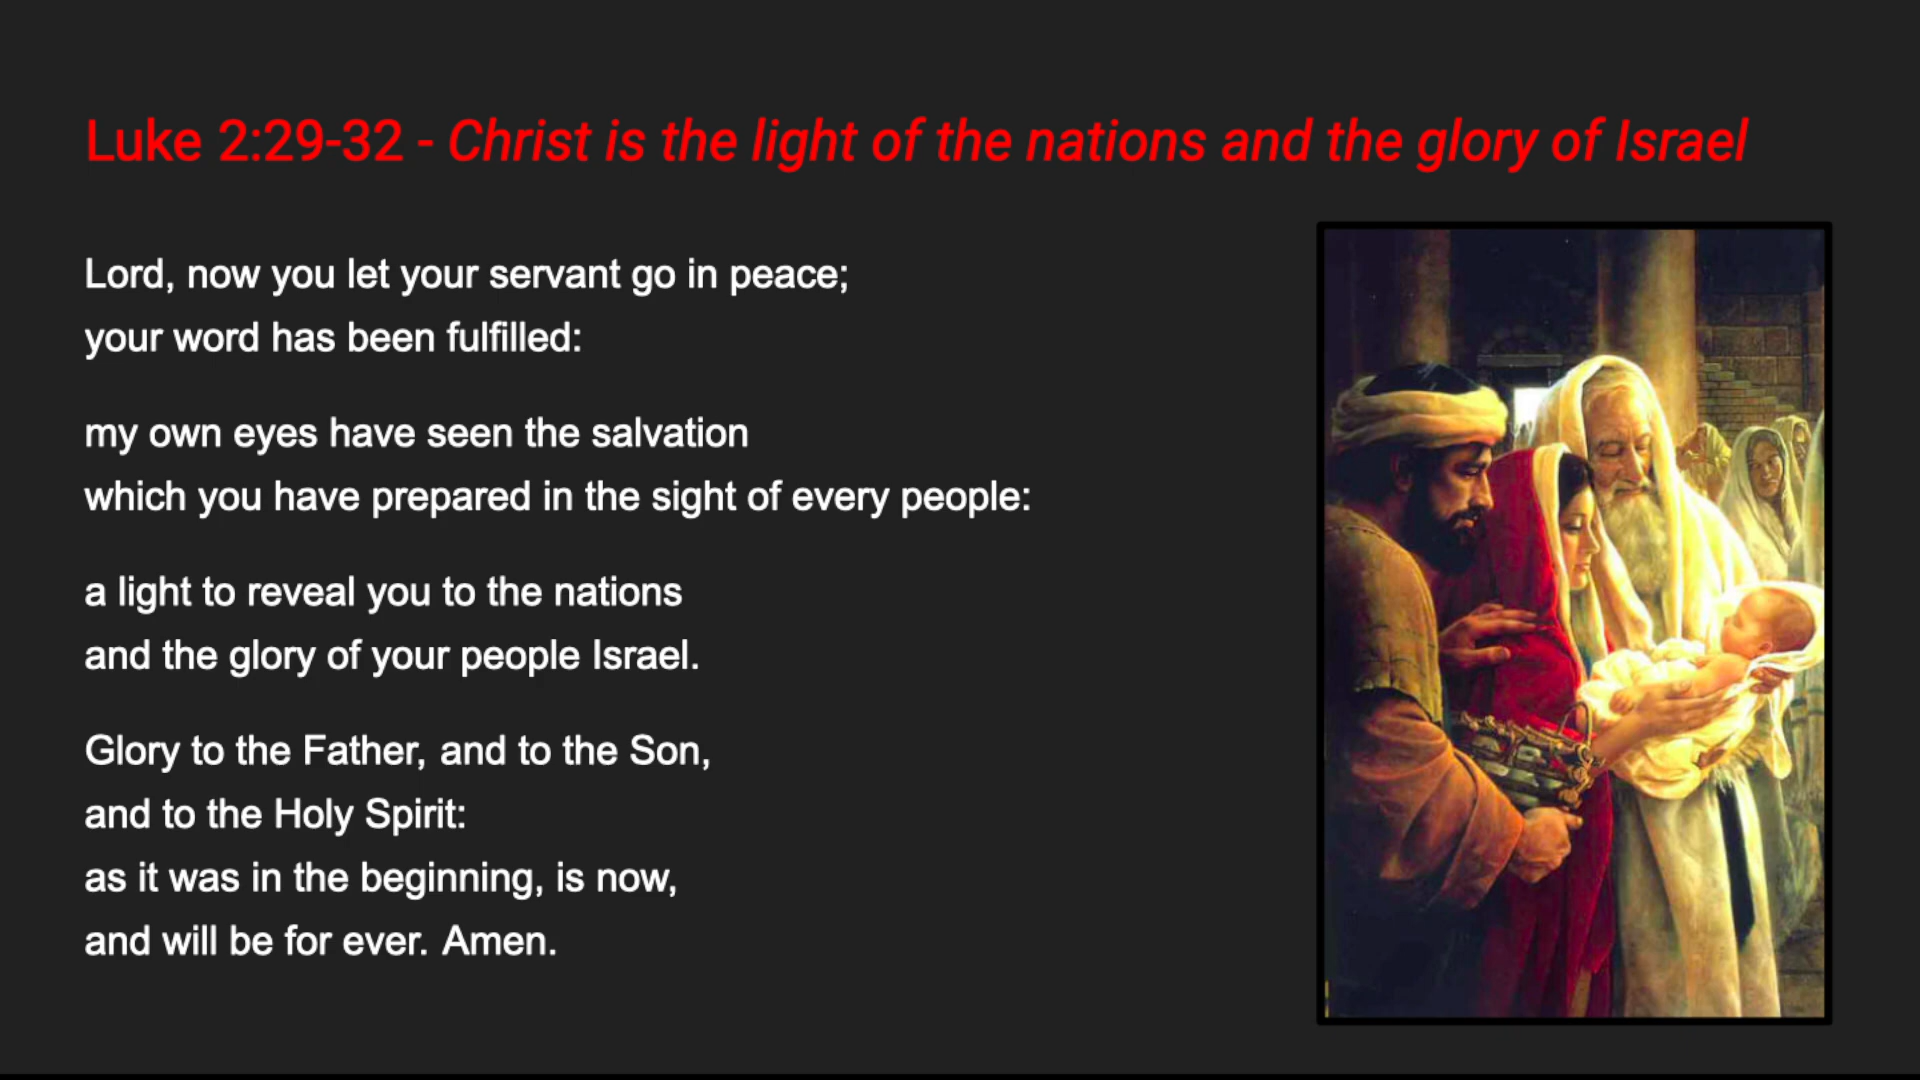 Luke 2:29-32 - Christ is the light of the nations and the glory of Israel
Lord, now you let your servant go in peace;
your word has been fulfilled:
my own eyes have seen the salvation
which you have prepared in the sight of every people:
a light to reveal you to the nations
and the glory of your people Israel.
Glory to the Father, and to the Son,
and to the Holy Spirit:
as it was in the beginning, is now,
and will be for ever. Amen.